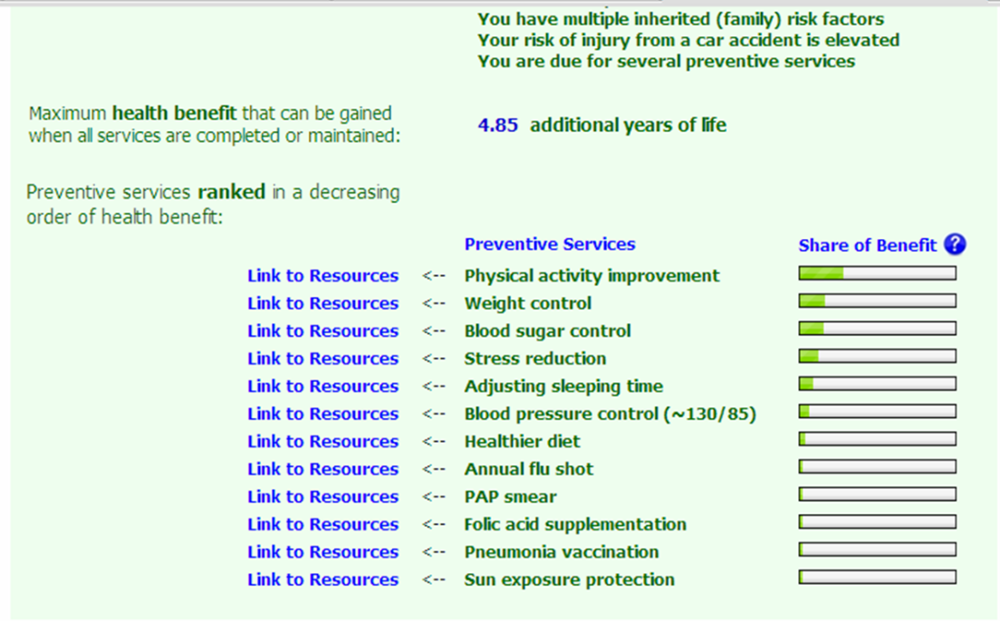 You have multiple inherited (family) risk factors
Your risk of injury from a car accident is elevated
You are due for several preventive services
Maximum health benefit that can be gained
when all services are completed or maintained:
4.85 additional years of life
Preventive services ranked in a decreasing
order of health benefit:
Preventive Services Share of Benefit ?
Link to Resources <-- Physical activity improvement
Link to Resources <-- Weight control
Link to Resources <-- Blood sugar control
Link to Resources <-- Stress reduction
Link to Resources <-- Adjusting sleeping time
Link to Resources <-- Blood pressure control (~130/85)
Link to Resources <-- Healthier diet
Link to Resources <-- Annual flu shot
Link to Resources <-- PAP smear
Link to Resources <-- Folic acid supplementation
Link to Resources <-- Pneumonia vaccination
Link to Resources <-- Sun exposure protection